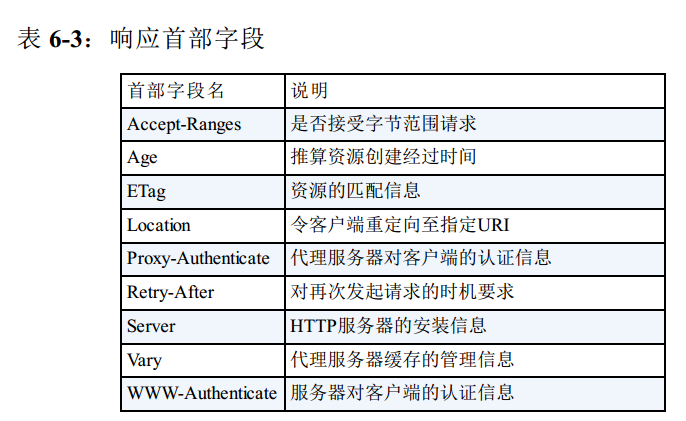 表 6-3：响应首部字段
首部字段名 说明
Accept-Ranges 是否接受字节范围请求
Age 推算资源创建经过时间
ETag 资源的匹配信息
Location 令客户端重定向至指定URI
Proxy-Authenticate 代理服务器对客户端的认证信息
Retry-After 对再次发起请求的时机要求
Server HTTP服务器的安装信息
Vary 代理服务器缓存的管理信息
WWW-Authenticate 服务器对客户端的认证信息